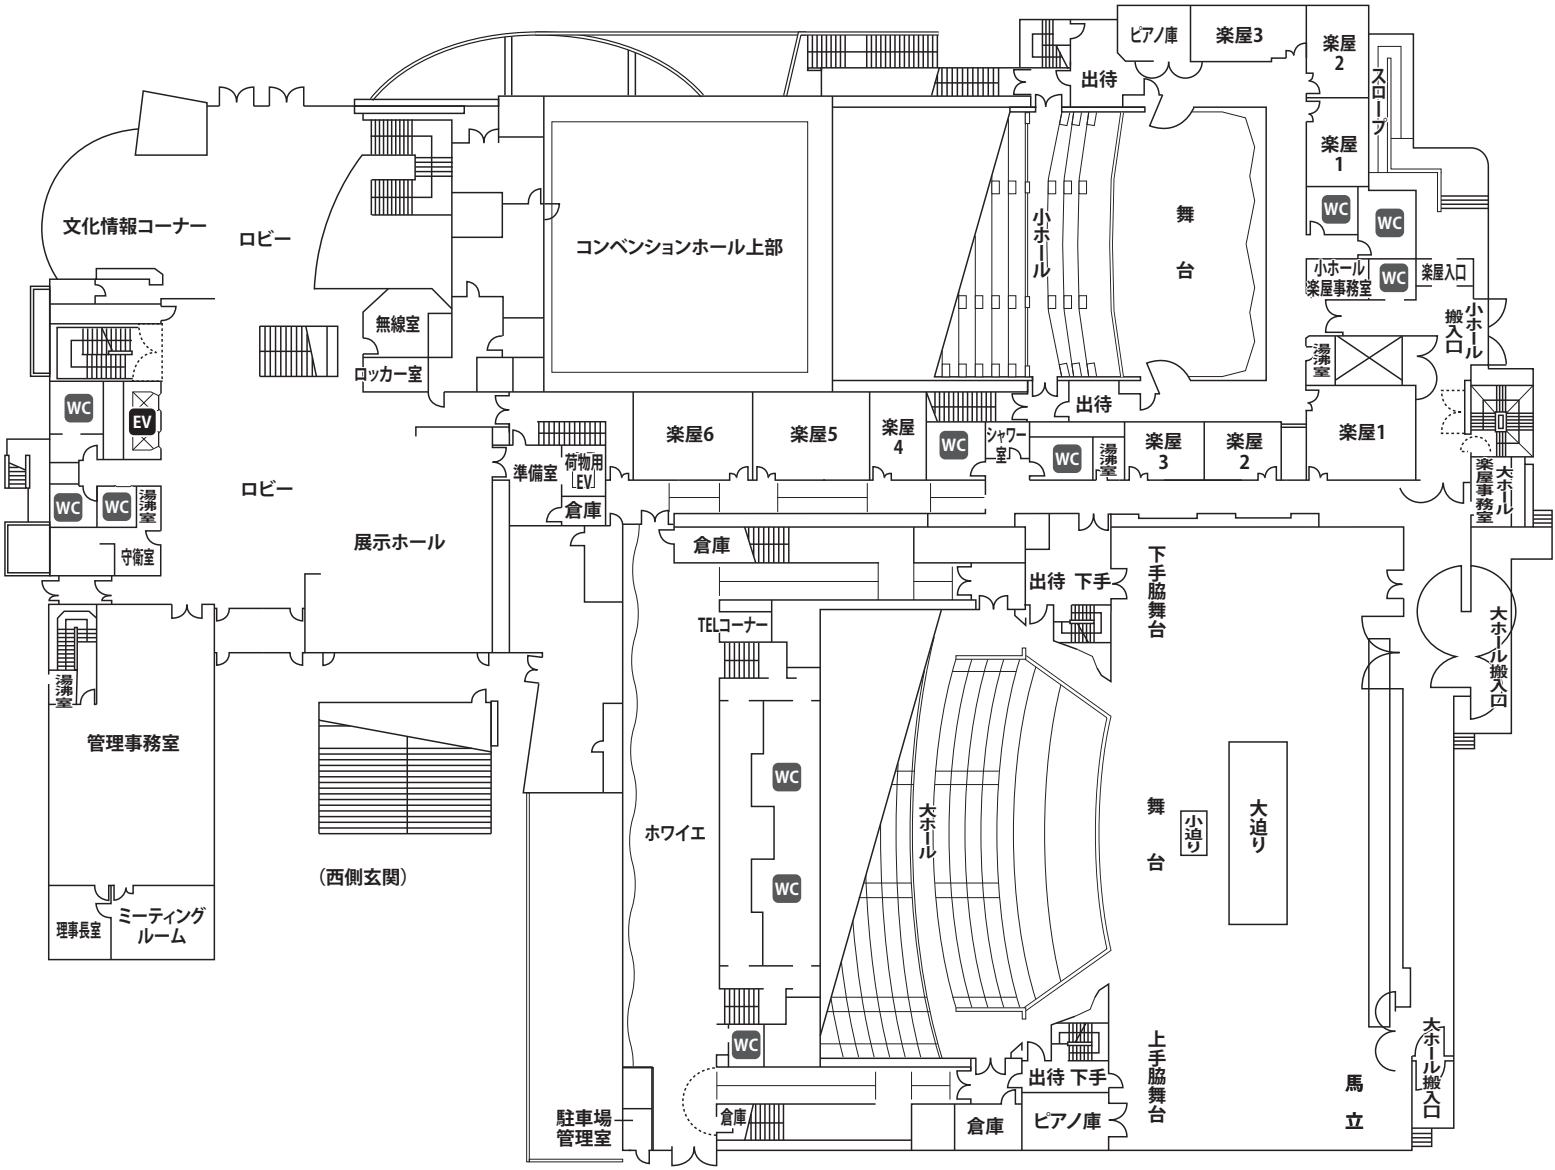 ピアノ庫
楽屋3
楽屋
2
出待
スロープ
楽屋
1
文化情報コーナー
ロビー
コンベンションホール上部
小ホール
舞台
WC
WC
小ホール
楽屋事務室
WC
楽屋入口
小ホール
搬入口
無線室
ロッカー室
湯沸室
WC
EV
出待
楽屋6
楽屋5
楽屋
4
WC
シャワー
室
WC
湯沸室
楽屋
3
楽屋
2
楽屋1
ロビー
準備室
荷物用
EV
倉庫
大ホール
楽屋事務室
WC
WC
湯沸室
守衛室
展示ホール
倉庫
出待 下手
下手脇舞台
TELコーナー
大ホール搬入口
湯沸室
管理事務室
WC
ホワイエ
大ホール
舞台
小迫り
大迫り
(西側玄関)
WC
理事長室
ミーティング
ルーム
WC
出待 下手
上手脇舞台
馬立
大ホール搬入口
駐車場
管理室
倉庫
倉庫
ピアノ庫